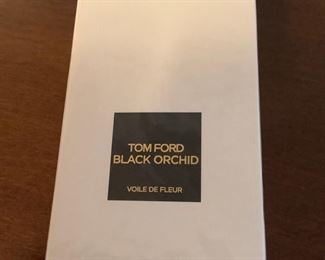 TOM FORD
BLACK ORCHID
VOILE DE FLEUR